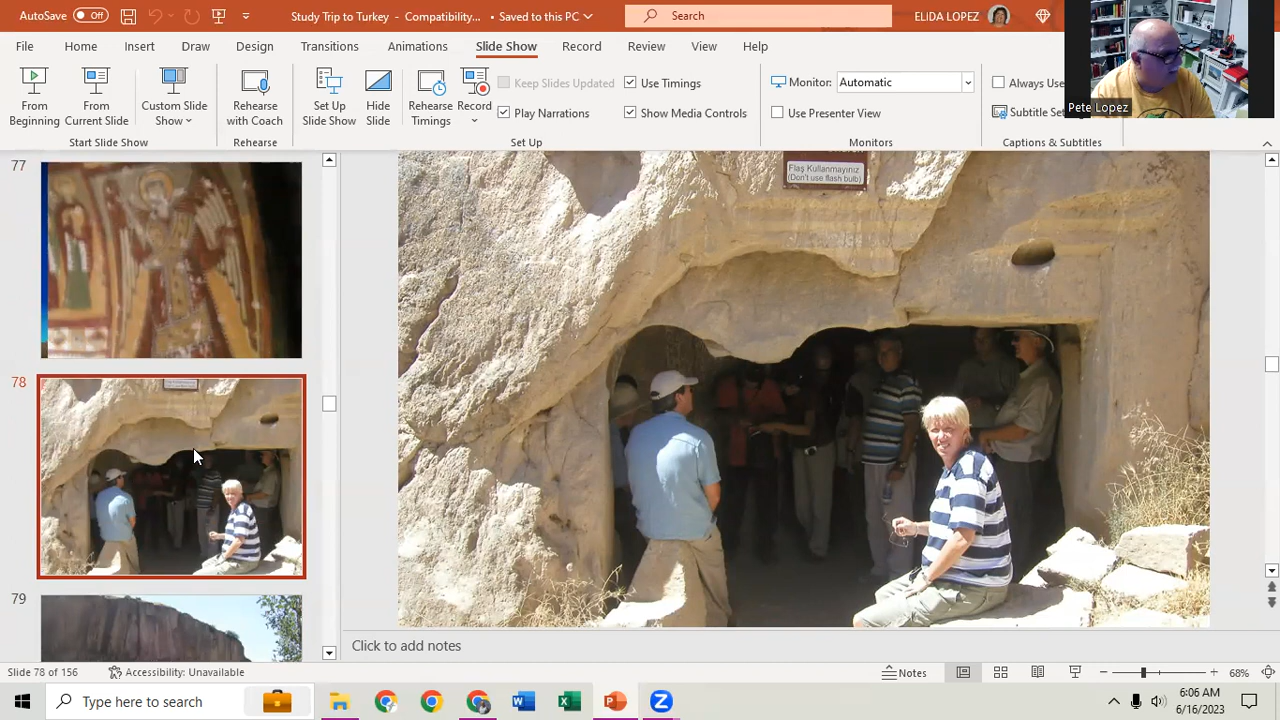 AutoSave Off
Study Trip to Turkey - Compatibility... • Saved to this PC
Search
ELIDA LOPEZ
File Home Insert Draw Design Transitions Animations Slide Show Record Review View Help
From Beginning
From Current Slide
Custom Slide Show
Start Slide Show
Rehearse with Coach
Rehearse
Set Up Slide Show
Hide Slide
Rehearse Timings
Record
Keep Slides Updated
Use Timings
Play Narrations
Show Media Controls
Set Up
Monitor: Automatic
Use Presenter View
Monitors
Always Use
Subtitle
Captions & Subtitles
Pete Lopez
77
78
79
Flaş Kullanmayınız
(Don't use flash bulb)
Click to add notes
Slide 78 of 156
Accessibility: Unavailable
Notes
68%
Type here to search
6:06 AM
6/16/2023